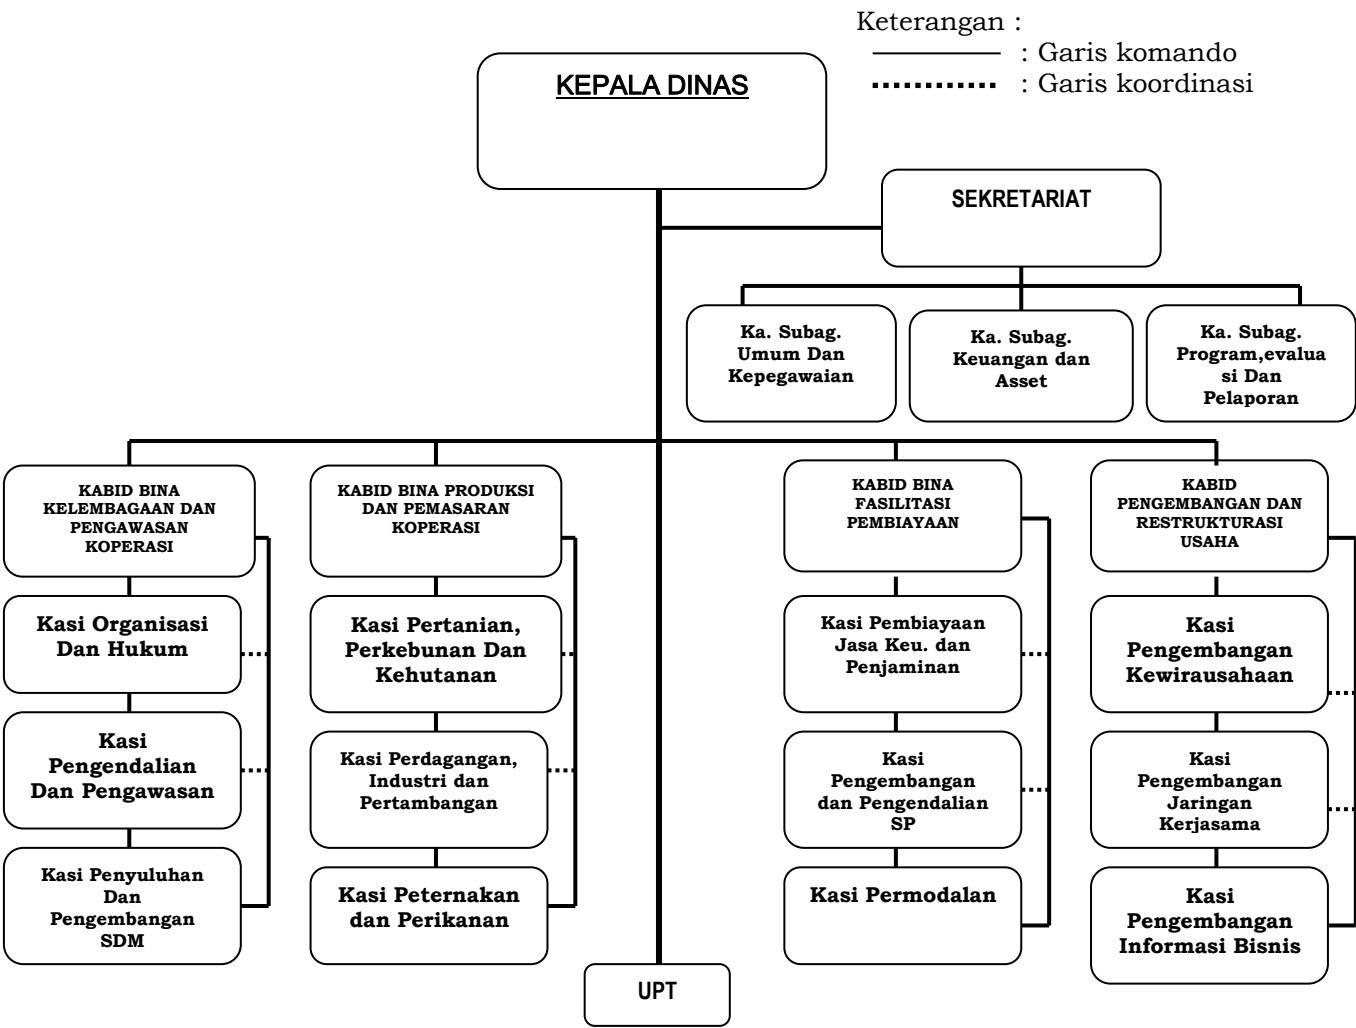 Keterangan :
: Garis komando
: Garis koordinasi
KEPALA DINAS
SEKRETARIAT
Ka. Subag.
Umum Dan
Kepegawaian
Ka. Subag.
Keuangan dan
Asset
Ka. Subag.
Program,evalua
si Dan
Pelaporan
KABID BINA
KELEMBAGAAN DAN
PENGAWASAN
KOPERASI
KABID BINA PRODUKSI
DAN PEMASARAN
KOPERASI
KABID BINA
FASILITASI
PEMBIAYAAN
KABID
PENGEMBANGAN DAN
RESTRUKTURASI
USAHA
Kasi Organisasi
Dan Hukum
Kasi Pertanian,
Perkebunan Dan
Kehutanan
Kasi Pembiayaan
Jasa Keu. dan
Penjaminan
Kasi
Pengembangan
Kewirausahaan
Kasi
Pengendalian
Dan Pengawasan
Kasi Perdagangan,
Industri dan
Pertambangan
Kasi
Pengembangan
dan Pengendalian
SP
Kasi
Pengembangan
Jaringan
Kerjasama
Kasi Penyuluhan
Dan
Pengembangan
SDM
Kasi Peternakan
dan Perikanan
Kasi Permodalan
Kasi
Pengembangan
Informasi Bisnis
UPT